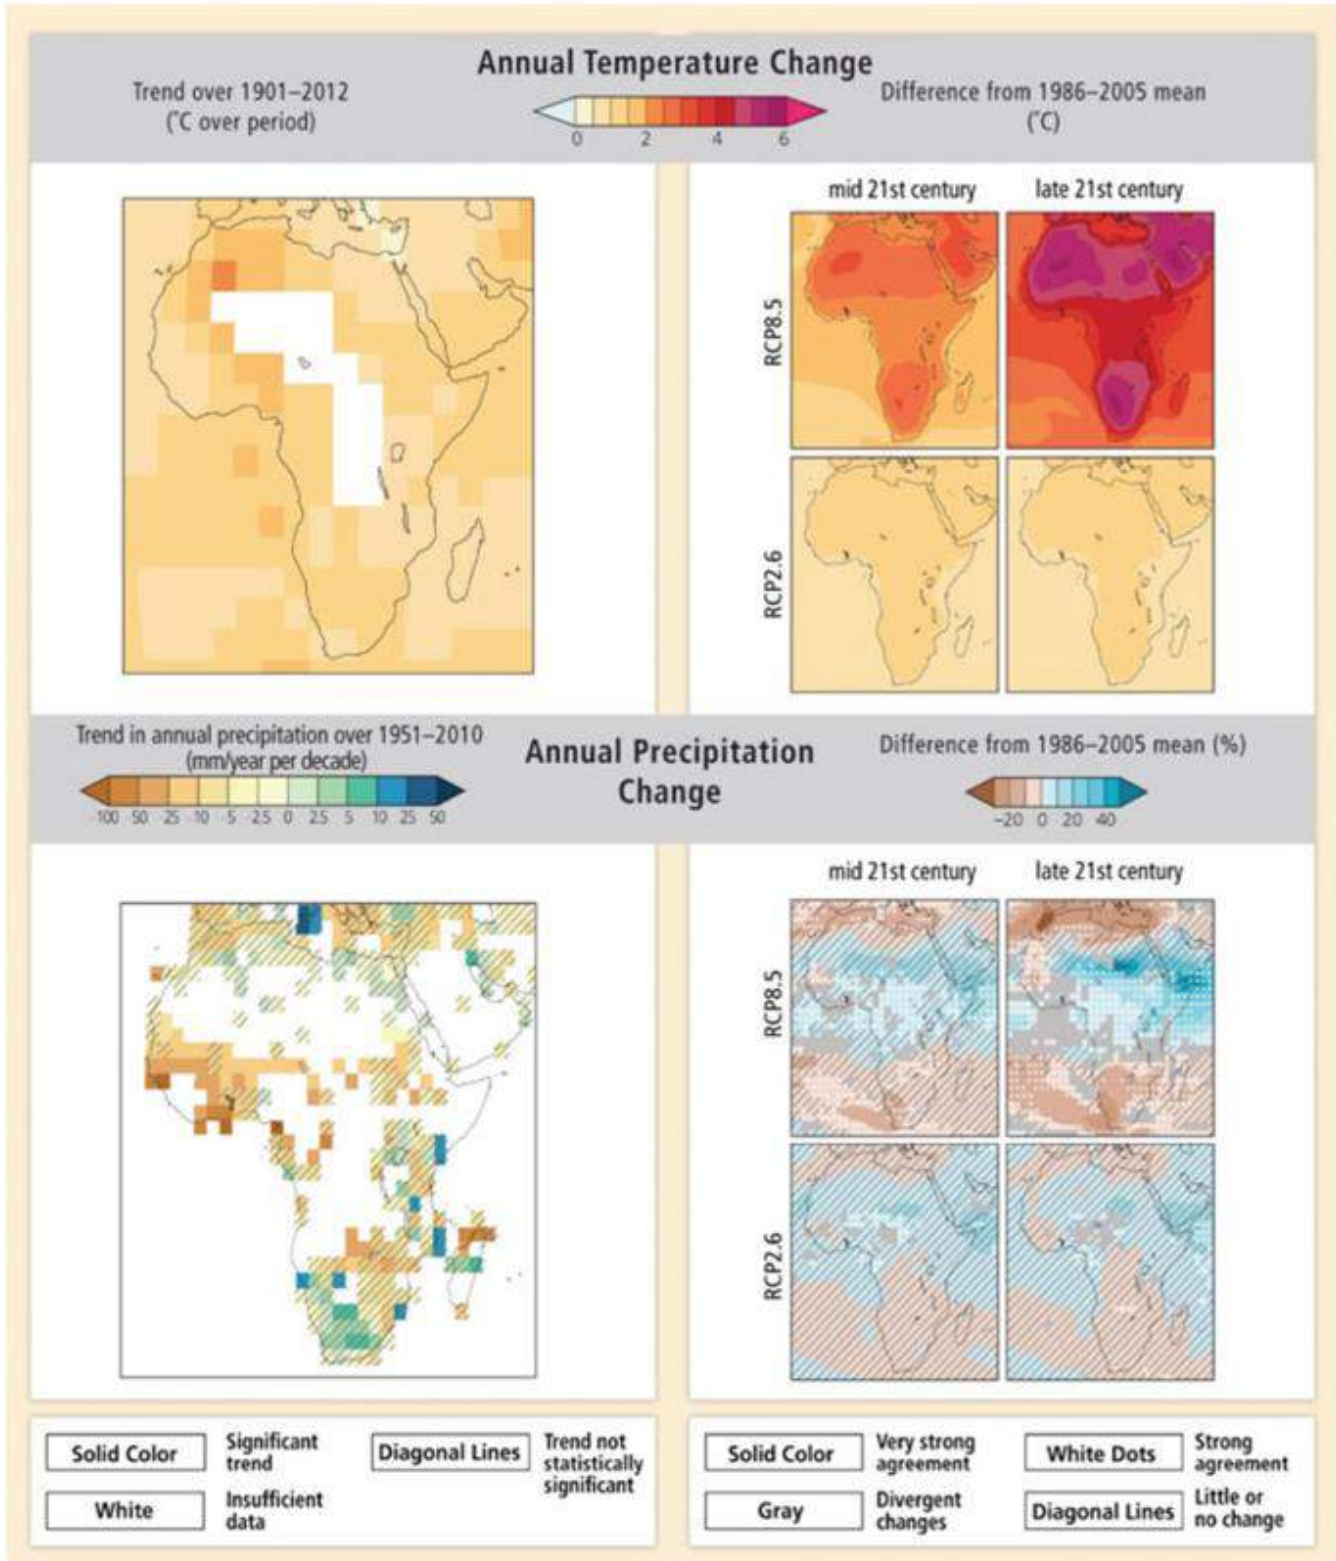 Annual Temperature Change
Trend over 1901–2012
(˚C over period)
0 2 4 6
Difference from 1986–2005 mean
(˚C)
mid 21st century
late 21st century
RCP8.5
RCP2.6
Trend in annual precipitation over 1951–2010
(mm/year per decade)
100 50 25 10 5 2.5 0 2.5 5 10 25 50
Annual Precipitation
Change
Difference from 1986–2005 mean (%)
–20 0 20 40
mid 21st century
late 21st century
RCP8.5
RCP2.6
Solid Color
Significant
trend
Diagonal Lines
Trend not
statistically
significant
White
Insufficient
data
Solid Color
Very strong
agreement
White Dots
Strong
agreement
Gray
Divergent
changes
Diagonal Lines
Little or
no change